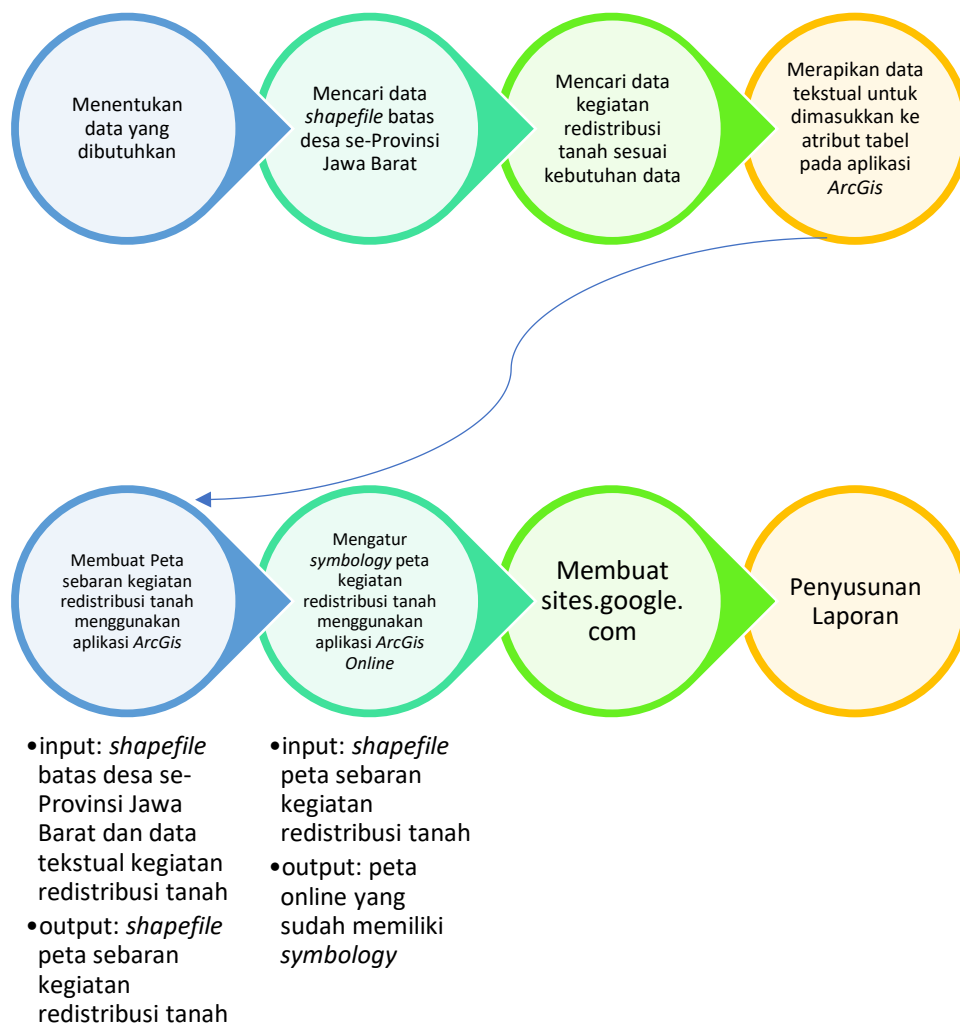 Menentukan
data yang
dibutuhkan
Mencari data
shapefile batas
desa se-Provinsi
Jawa Barat
Mencari data
kegiatan
redistribusi
tanah sesuai
kebutuhan data
Merapikan data
tekstual untuk
dimasukkan ke
atribut tabel
pada aplikasi
ArcGis
Membuat Peta
sebaran kegiatan
redistribusi tanah
menggunakan
aplikasi ArcGis
Mengatur
symbology peta
kegiatan
redistribusi tanah
menggunakan
aplikasi ArcGis
Online
Membuat
sites.google.
com
Penyusunan
Laporan
•input: shapefile
batas desa se-
Provinsi Jawa
Barat dan data
tekstual kegiatan
redistribusi tanah
•output: shapefile
peta sebaran
kegiatan
redistribusi tanah
•input: shapefile
peta sebaran
kegiatan
redistribusi tanah
•output: peta
online yang
sudah memiliki
symbology